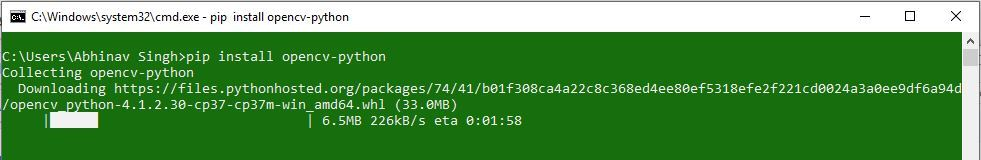 C:\Windows\system32\cmd.exe - pip  install opencv-python
C:\Users\Abhinav Singh>pip install opencv-python
Collecting opencv-python
  Downloading https://files.pythonhosted.org/packages/74/41/b01f308ca4a22c8c368ed4ee80ef5318efe2f221cd0024a3a0ee9df6a94d
/opencv_python-4.1.2.30-cp37-cp37m-win_amd64.whl (33.0MB)
     |██████                          | 6.5MB 226kB/s eta 0:01:58